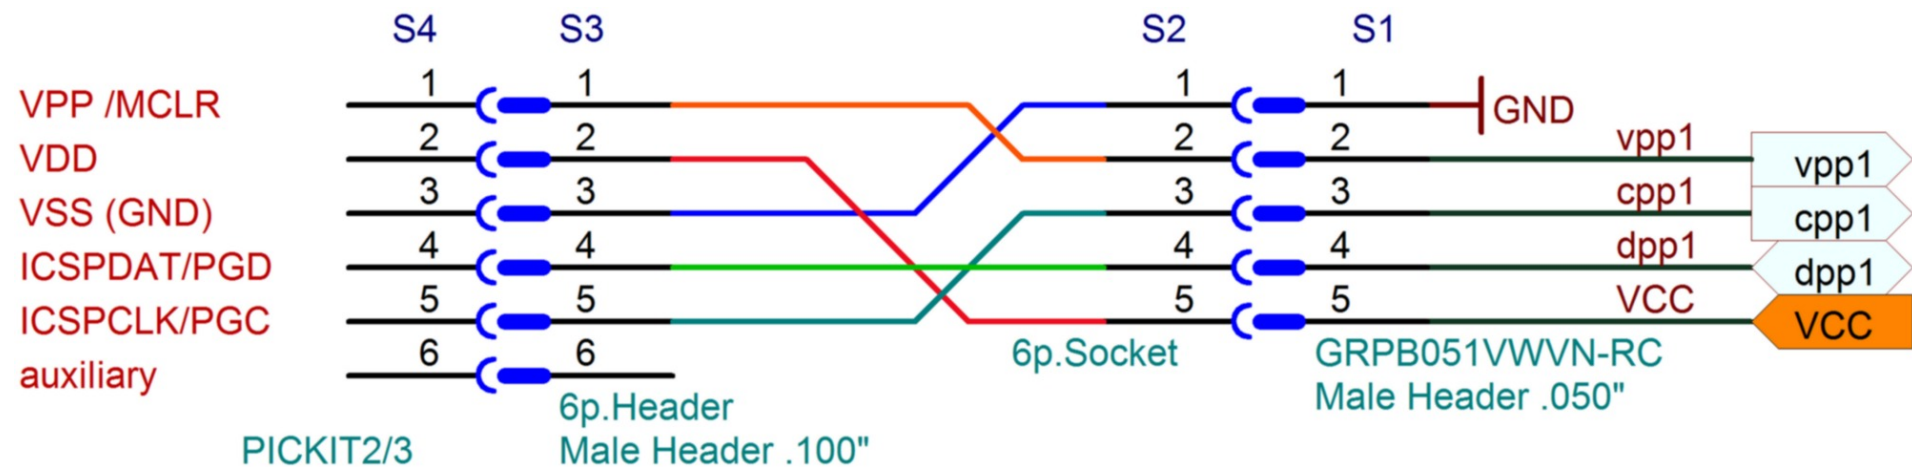 S4 S3 S2 S1
VPP /MCLR 1 1 1 1 GND
VDD 2 2 2 2 vpp1 vpp1
VSS (GND) 3 3 3 3 cpp1 cpp1
ICSPDAT/PGD 4 4 4 4 dpp1 dpp1
ICSPCLK/PGC 5 5 5 5 VCC VCC
auxiliary 6 6
6p.Socket GRPB051VWVN-RC
Male Header .050"
6p.Header
PICKIT2/3 Male Header .100"